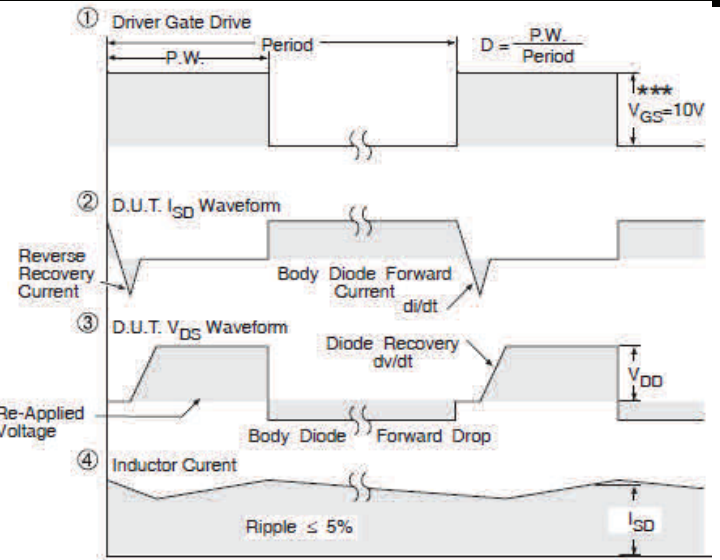 ① Driver Gate Drive
P.W.
Period
D = P.W.
Period
***
VGS=10V
② D.U.T. ISD Waveform
Reverse
Recovery
Current
Body Diode Forward
Current
di/dt
③ D.U.T. VDS Waveform
Diode Recovery
dv/dt
VDD
Re-Applied
Voltage
Body Diode Forward Drop
④ Inductor Curent
Ripple ≤ 5%
ISD